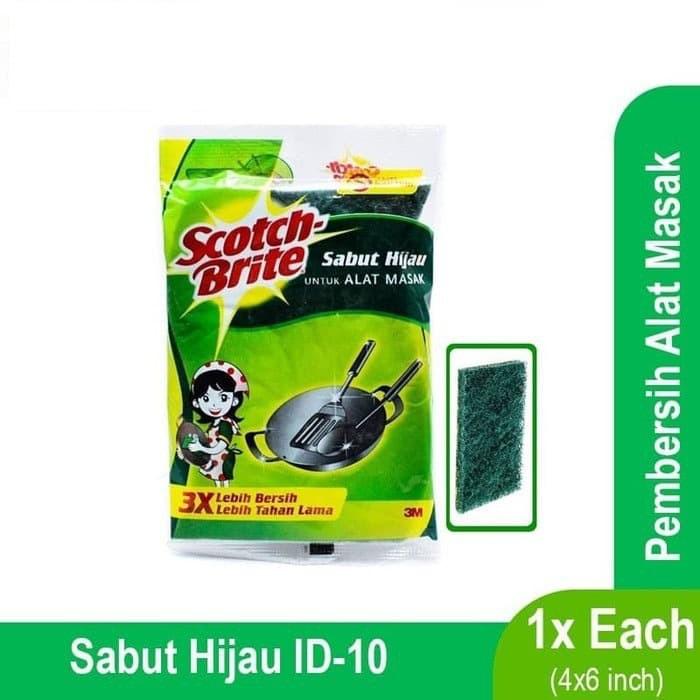 Scotch-
Brite
Sabut Hijau
UNTUK ALAT MASAK
3X Lebih Bersih
Lebih Tahan Lama
3M
Pembersih Alat Masak
Sabut Hijau ID-10
1x Each
(4x6 inch)